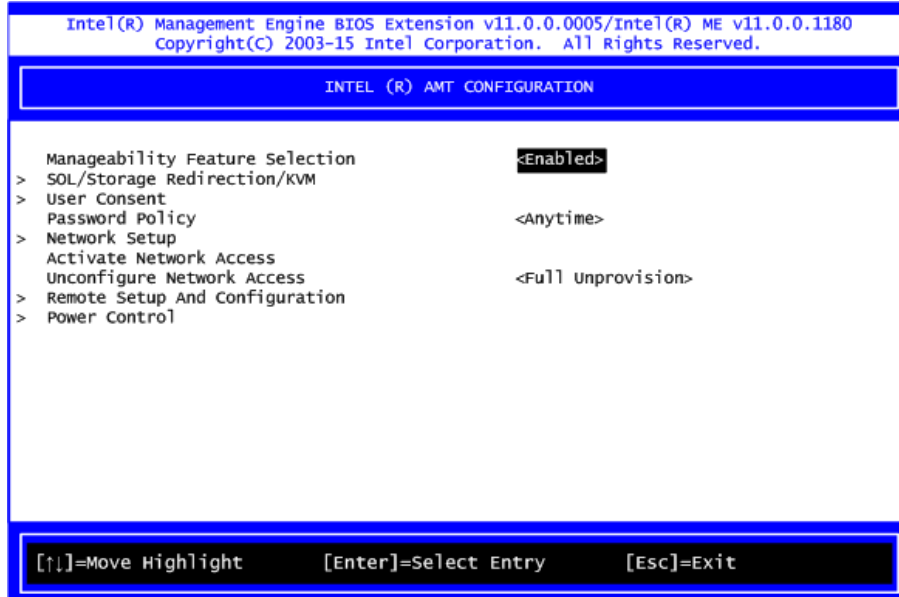 Intel(R) Management Engine BIOS Extension v11.0.0.0005/Intel(R) ME v11.0.0.1180
Copyright(C) 2003-15 Intel Corporation.  All Rights Reserved.
INTEL (R) AMT CONFIGURATION
Manageability Feature Selection <Enabled>
> SOL/Storage Redirection/KVM
> User Consent
Password Policy <Anytime>
> Network Setup
Activate Network Access
Unconfigure Network Access <Full Unprovision>
> Remote Setup And Configuration
> Power Control
[↑↓]=Move Highlight [Enter]=Select Entry [Esc]=Exit